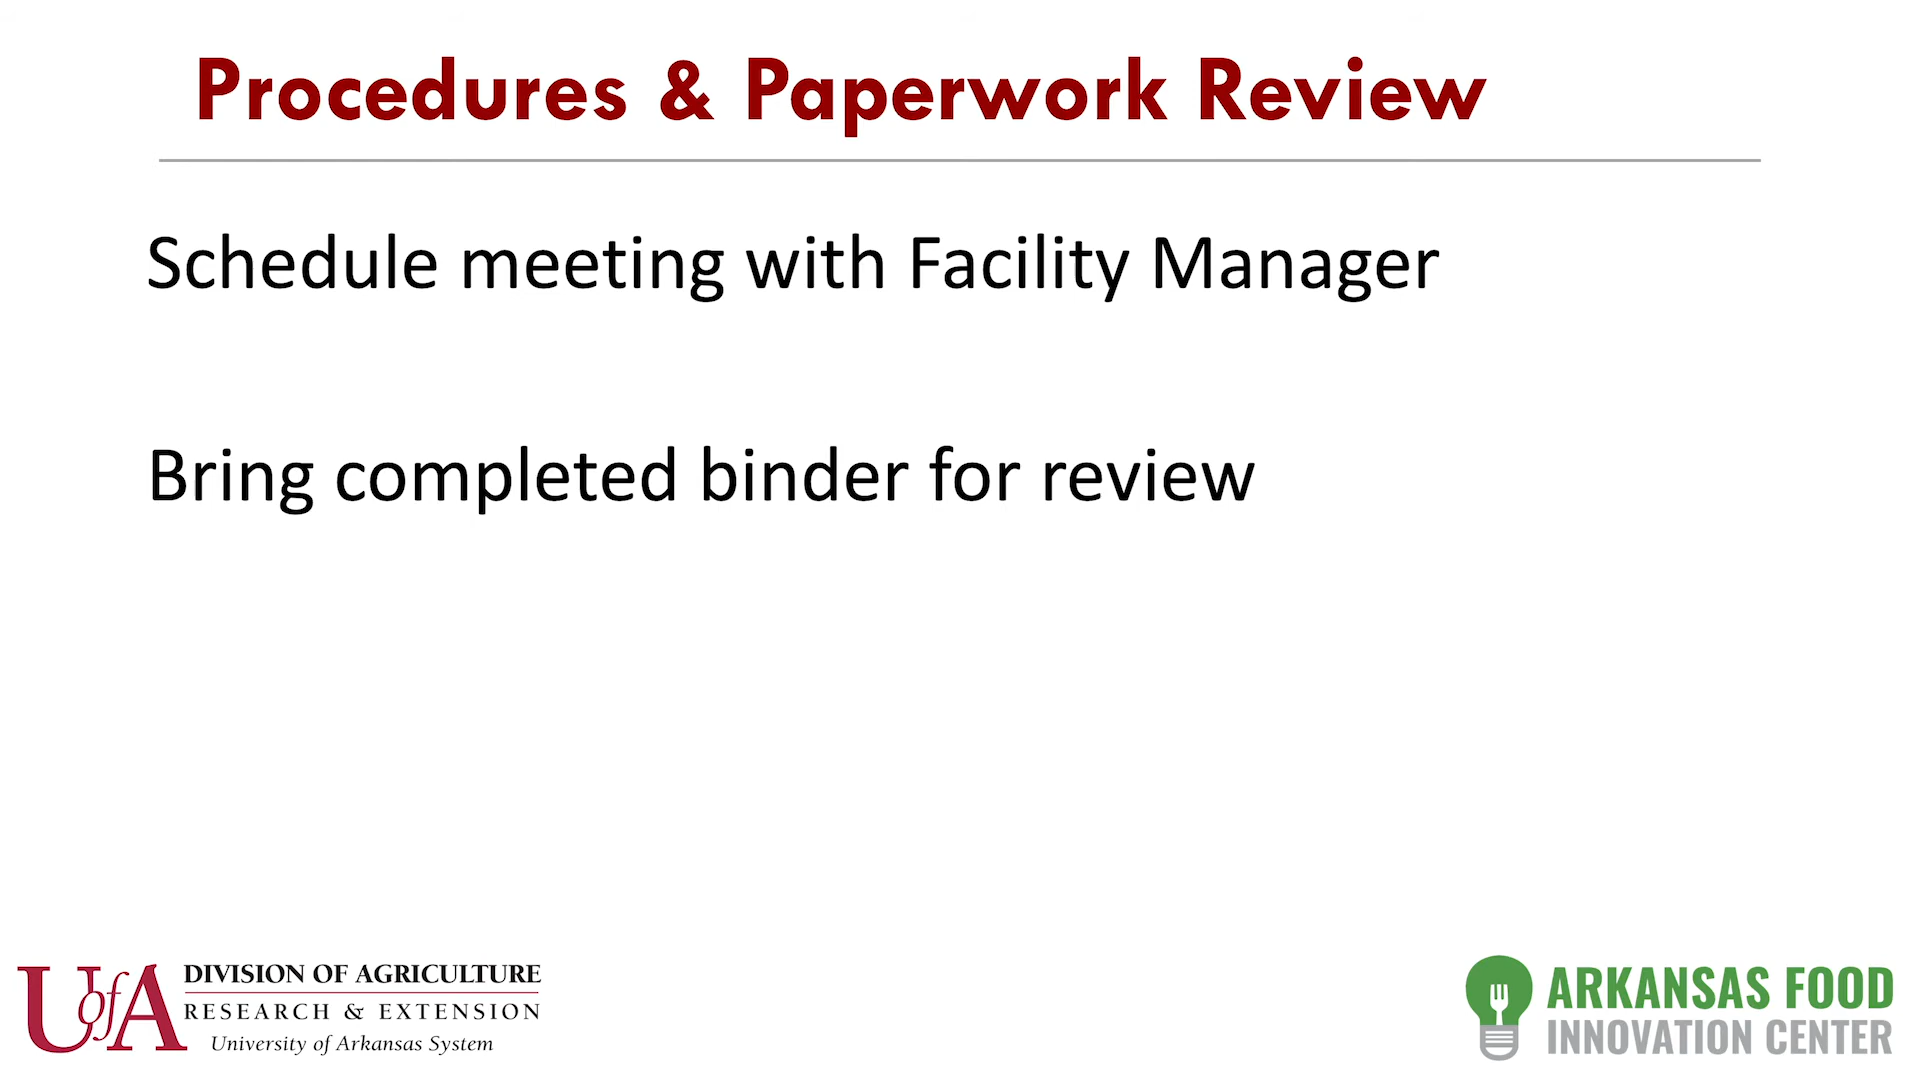 Procedures & Paperwork Review
Schedule meeting with Facility Manager
Bring completed binder for review
UofA
DIVISION OF AGRICULTURE
RESEARCH & EXTENSION
University of Arkansas System
ARKANSAS FOOD
INNOVATION CENTER